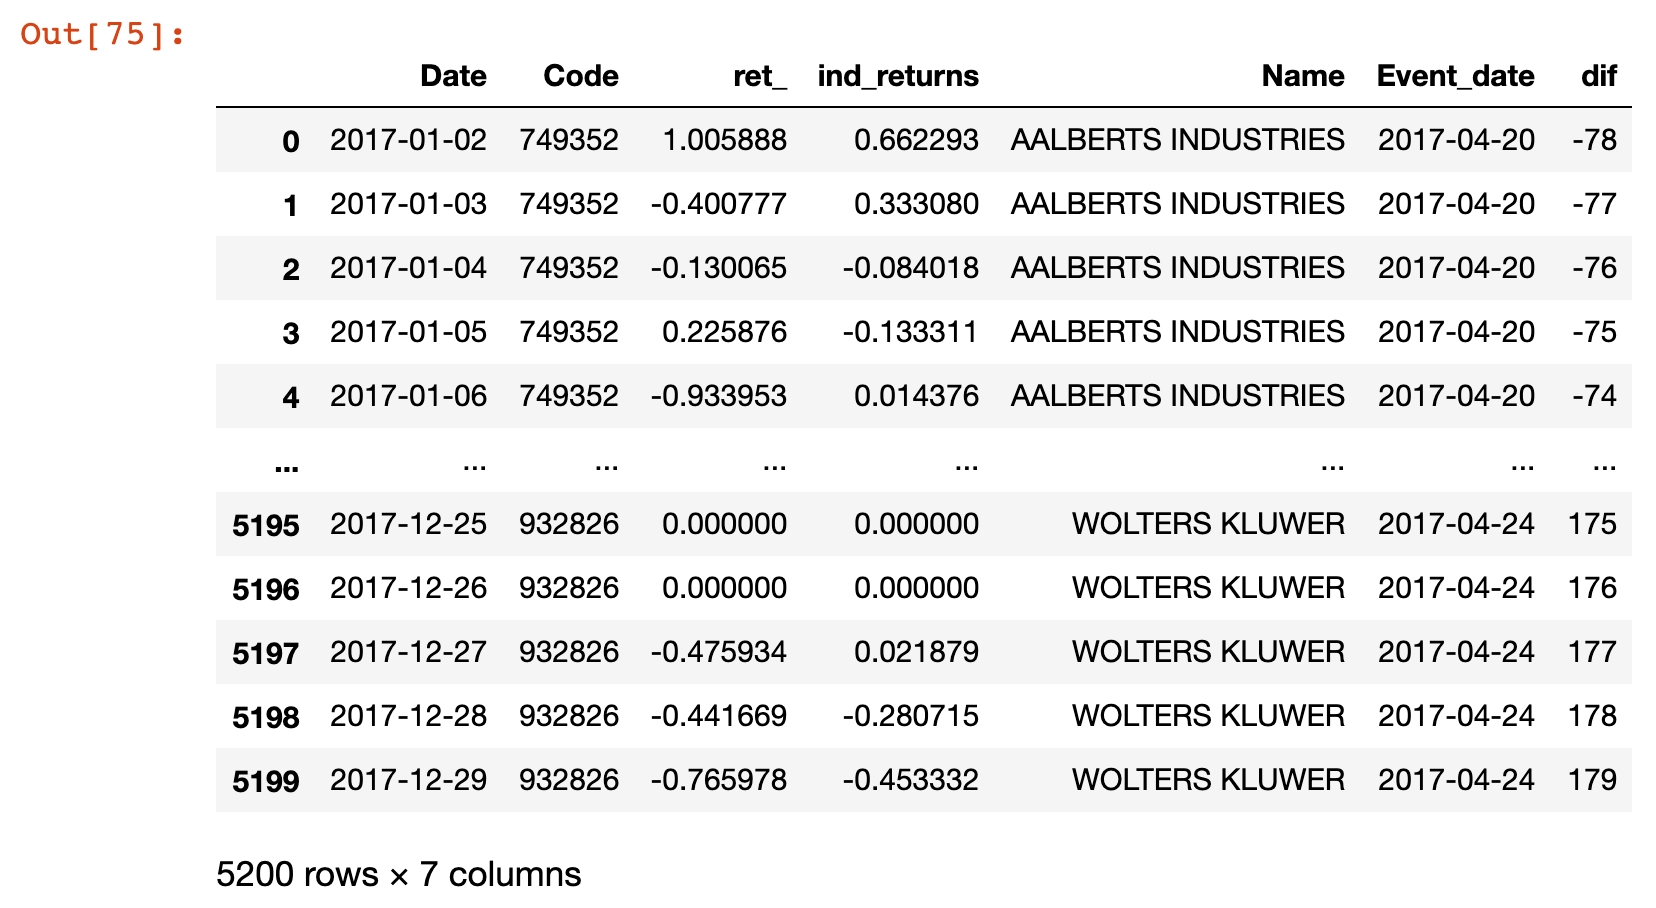 Out[75]:
Date Code ret_ ind_returns Name Event_date dif
0 2017-01-02 749352 1.005888 0.662293 AALBERTS INDUSTRIES 2017-04-20 -78
1 2017-01-03 749352 -0.400777 0.333080 AALBERTS INDUSTRIES 2017-04-20 -77
2 2017-01-04 749352 -0.130065 -0.084018 AALBERTS INDUSTRIES 2017-04-20 -76
3 2017-01-05 749352 0.225876 -0.133311 AALBERTS INDUSTRIES 2017-04-20 -75
4 2017-01-06 749352 -0.933953 0.014376 AALBERTS INDUSTRIES 2017-04-20 -74
... ... ... ... ... ... ... ...
5195 2017-12-25 932826 0.000000 0.000000 WOLTERS KLUWER 2017-04-24 175
5196 2017-12-26 932826 0.000000 0.000000 WOLTERS KLUWER 2017-04-24 176
5197 2017-12-27 932826 -0.475934 0.021879 WOLTERS KLUWER 2017-04-24 177
5198 2017-12-28 932826 -0.441669 -0.280715 WOLTERS KLUWER 2017-04-24 178
5199 2017-12-29 932826 -0.765978 -0.453332 WOLTERS KLUWER 2017-04-24 179
5200 rows × 7 columns